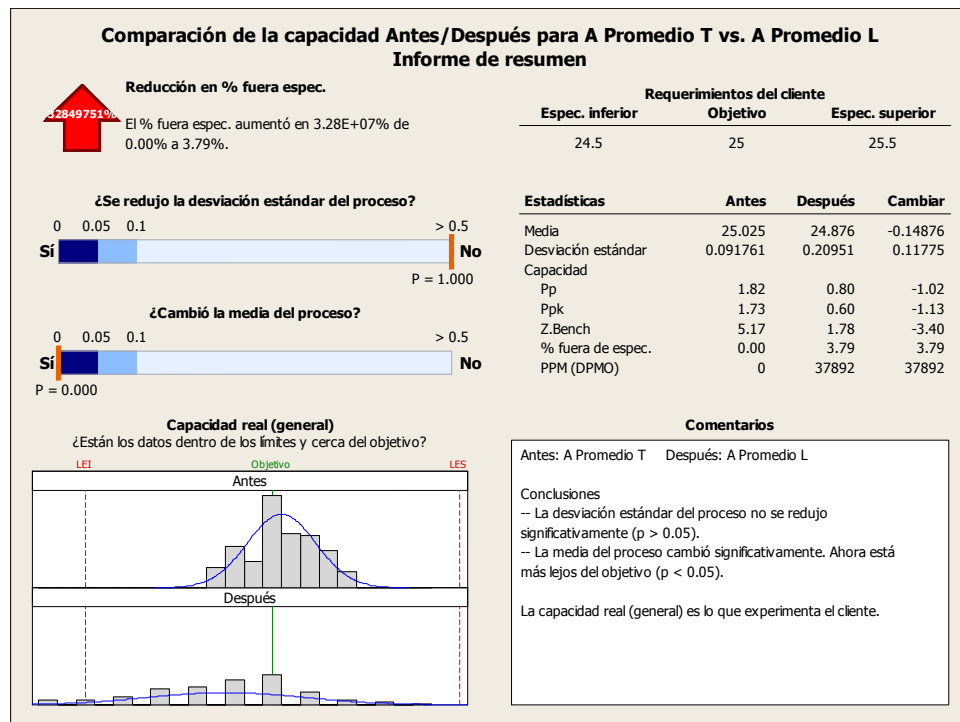 Comparación de la capacidad Antes/Después para A Promedio T vs. A Promedio L
Informe de resumen
32849751%
Reducción en % fuera espec.
El % fuera espec. aumentó en 3.28E+07% de
0.00% a 3.79%.
Requerimientos del cliente
Espec. inferior Objetivo Espec. superior
24.5 25 25.5
¿Se redujo la desviación estándar del proceso?
0 0.05 0.1 > 0.5
Sí No
P = 1.000
¿Cambió la media del proceso?
0 0.05 0.1 > 0.5
Sí No
P = 0.000
Estadísticas Antes Después Cambiar
Media 25.025 24.876 -0.14876
Desviación estándar 0.091761 0.20951 0.11775
Capacidad
Pp 1.82 0.80 -1.02
Ppk 1.73 0.60 -1.13
Z.Bench 5.17 1.78 -3.40
% fuera de espec. 0.00 3.79 3.79
PPM (DPMO) 0 37892 37892
Capacidad real (general)
¿Están los datos dentro de los límites y cerca del objetivo?
LEI Objetivo LES
Antes
Después
Comentarios
Antes: A Promedio T Después: A Promedio L
Conclusiones
-- La desviación estándar del proceso no se redujo
significativamente (p > 0.05).
-- La media del proceso cambió significativamente. Ahora está
más lejos del objetivo (p < 0.05).
La capacidad real (general) es lo que experimenta el cliente.